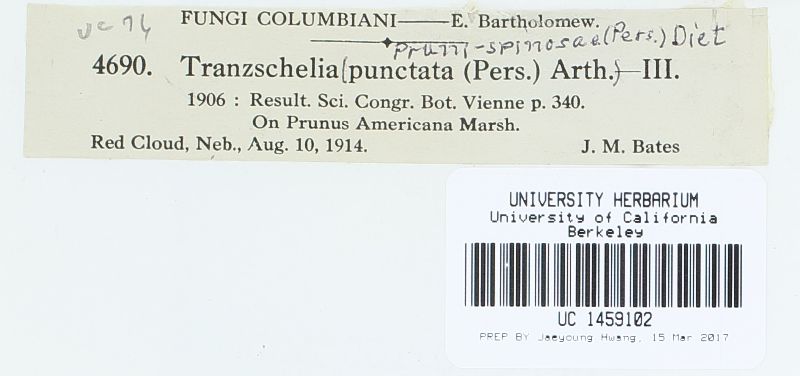 FUNGI COLUMBIANI——E. Bartholomew.
pruni-spinosae (Pers.) Diet
4690. Tranzschelia (punctata (Pers.) Arth.)—III.
1906 : Result. Sci. Congr. Bot. Vienne p. 340.
On Prunus Americana Marsh.
Red Cloud, Neb., Aug. 10, 1914. J. M. Bates
UNIVERSITY HERBARIUM
University of California
Berkeley
UC 1459102
PREP BY Jaeyoung Hwang, 15 Mar 2017